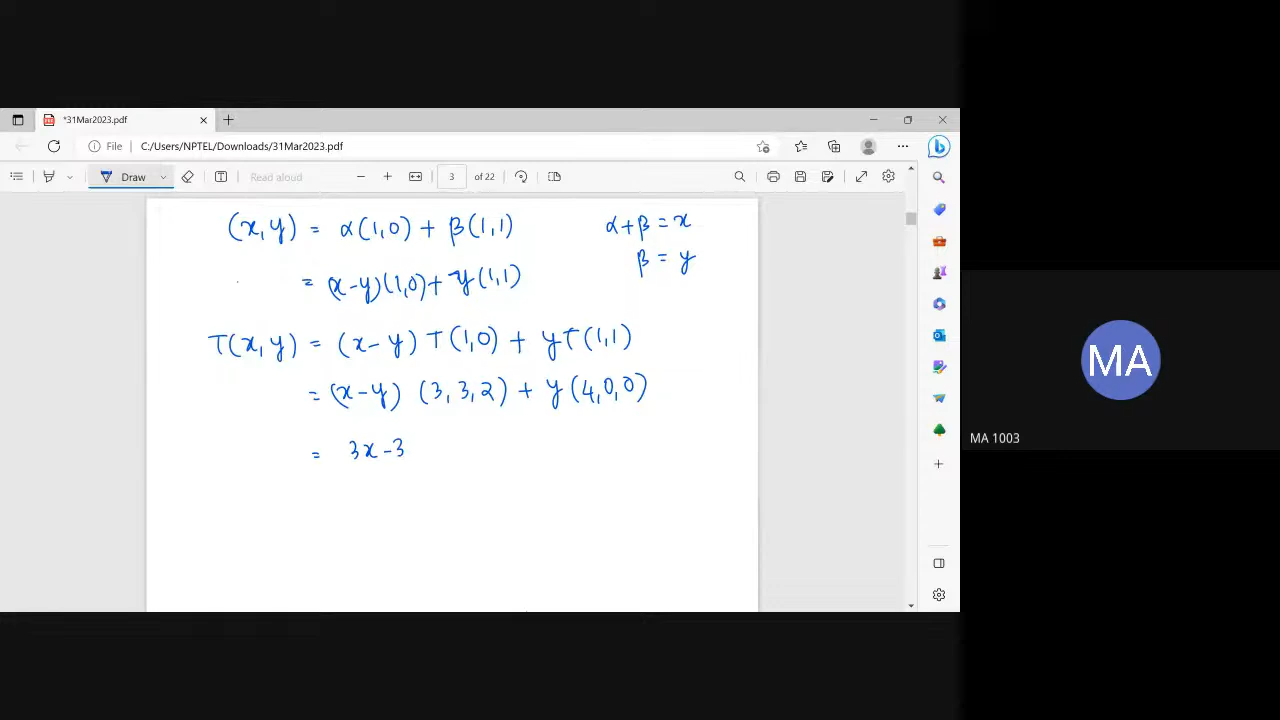 *31Mar2023.pdf
File C:/Users/NPTEL/Downloads/31Mar2023.pdf
Draw Read aloud 3 of 22
(x,y) = α(1,0) + β(1,1) α+β = x
β = y
= (x-y)(1,0) + y(1,1)
T(x,y) = (x-y) T(1,0) + yT(1,1)
= (x-y) (3,3,2) + y(4,0,0)
= 3x-3
MA
MA 1003